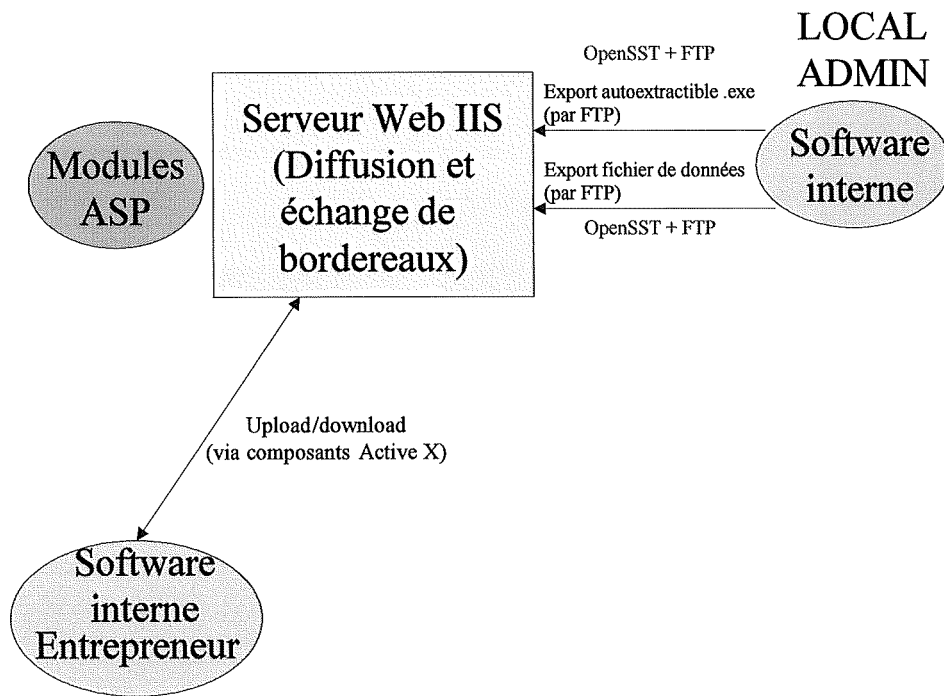 LOCAL
ADMIN
OpenSST + FTP
Export autoextractible .exe
(par FTP)
Export fichier de données
(par FTP)
OpenSST + FTP
Software
interne
Serveur Web IIS
(Diffusion et
échange de
bordereaux)
Modules
ASP
Upload/download
(via composants Active X)
Software
interne
Entrepreneur